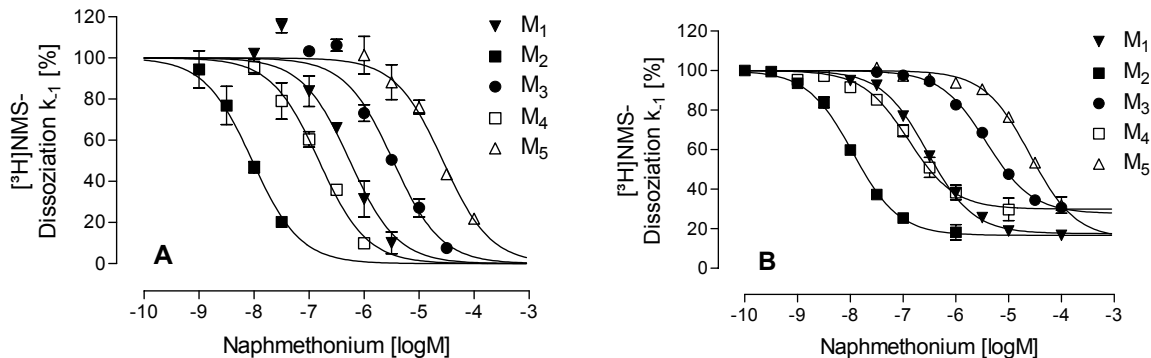 120
100
80
60
40
20
0
[³H]NMS-
Dissoziation k-1 [%]
A
-10 -9 -8 -7 -6 -5 -4 -3
Naphmethonium [logM]
M1
M2
M3
M4
M5
120
100
80
60
40
20
0
[³H]NMS-
Dissoziation k-1 [%]
B
-10 -9 -8 -7 -6 -5 -4 -3
Naphmethonium [logM]
M1
M2
M3
M4
M5